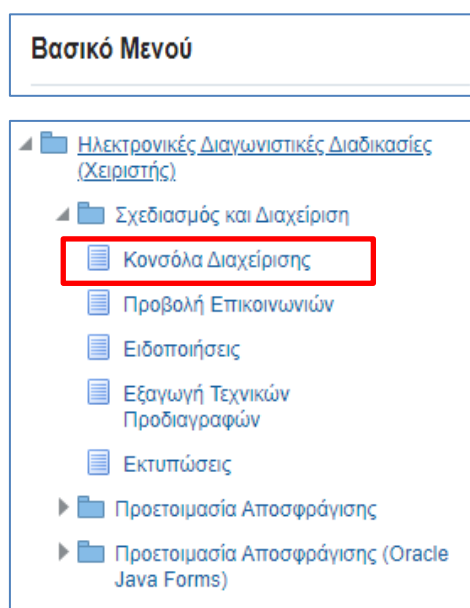 Βασικό Μενού
Ηλεκτρονικές Διαγωνιστικές Διαδικασίες
(Χειριστής)
Σχεδιασμός και Διαχείριση
Κονσόλα Διαχείρισης
Προβολή Επικοινωνιών
Ειδοποιήσεις
Εξαγωγή Τεχνικών
Προδιαγραφών
Εκτυπώσεις
Προετοιμασία Αποσφράγισης
Προετοιμασία Αποσφράγισης (Oracle
Java Forms)